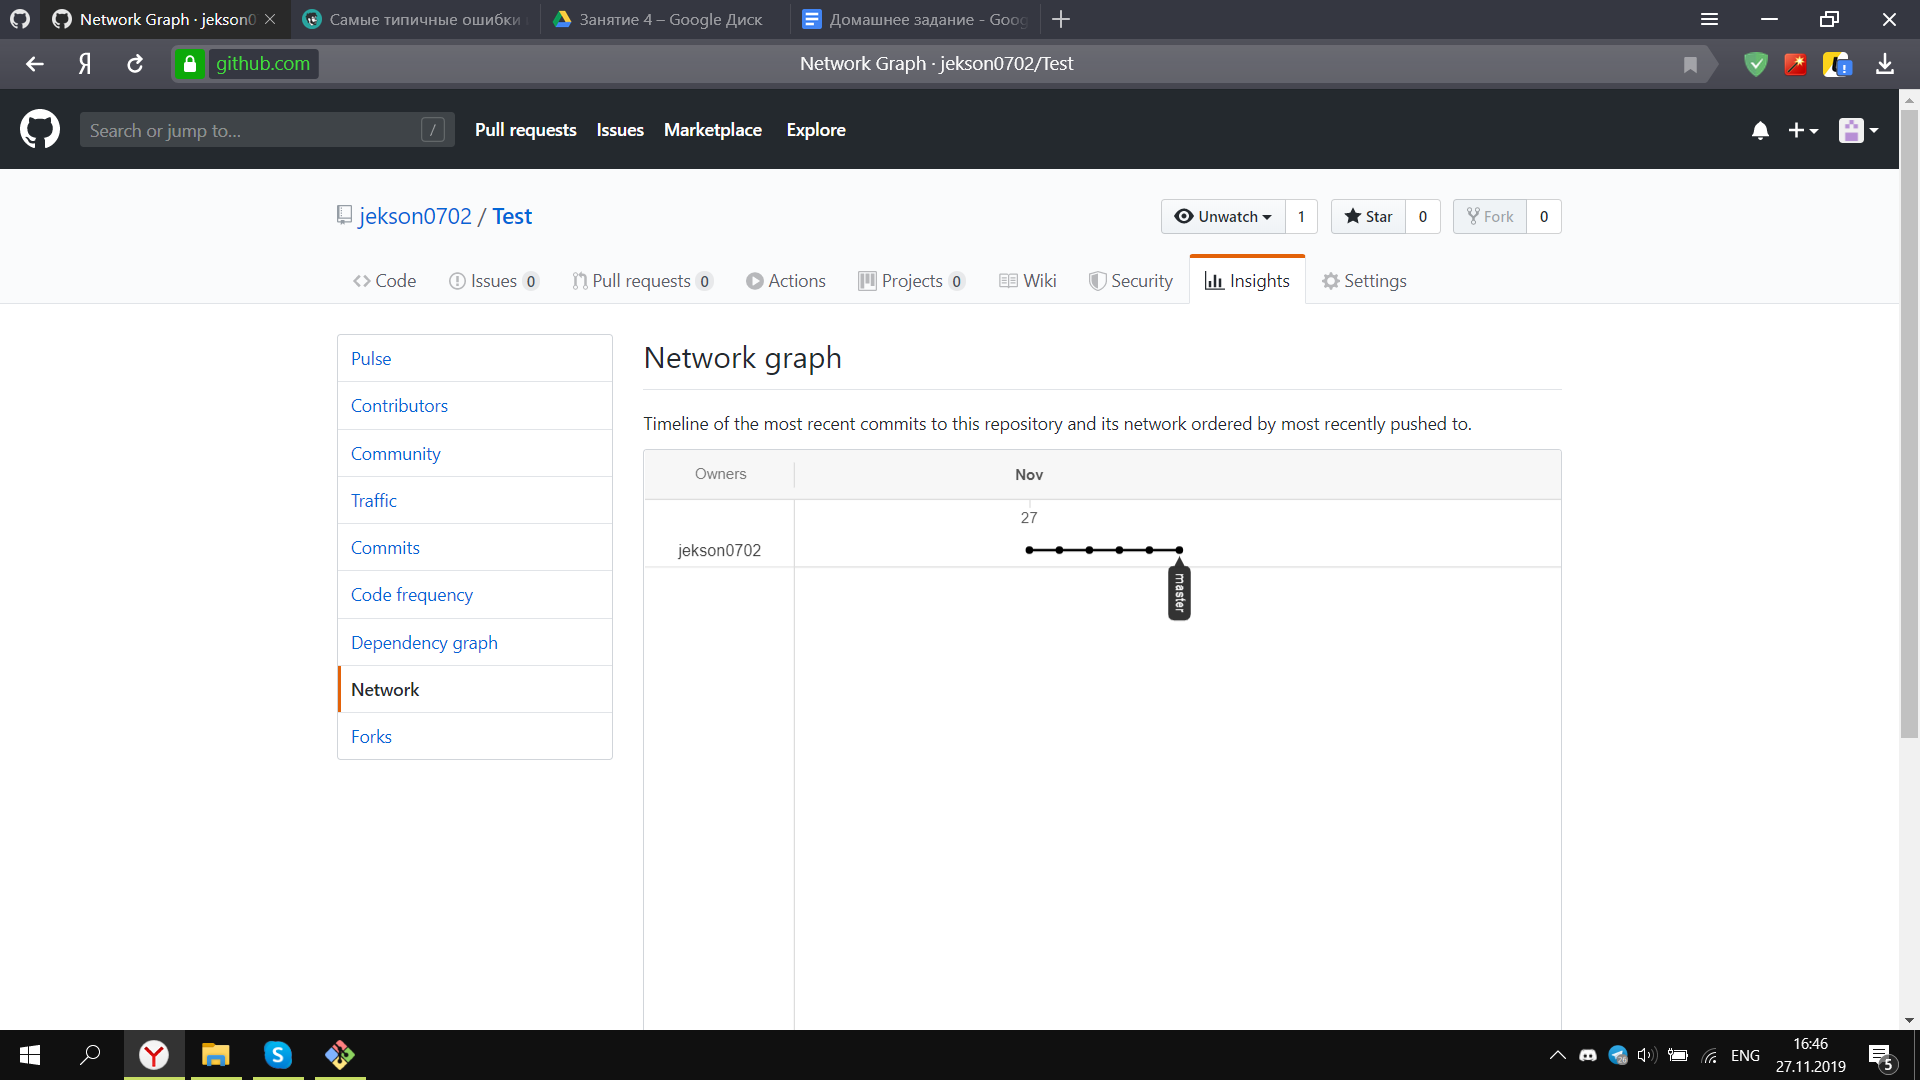 Network Graph · jekson0
Самые типичные ошибки
Занятие 4 – Google Диск
Домашнее задание - Goog
Я
github.com
Network Graph · jekson0702/Test
Search or jump to...
/
Pull requests
Issues
Marketplace
Explore
jekson0702 / Test
Unwatch
1
Star
0
Fork
0
Code
Issues 0
Pull requests 0
Actions
Projects 0
Wiki
Security
Insights
Settings
Pulse
Contributors
Community
Traffic
Commits
Code frequency
Dependency graph
Network
Forks
Network graph
Timeline of the most recent commits to this repository and its network ordered by most recently pushed to.
Owners
Nov
27
jekson0702
master
ENG
16:46
27.11.2019
5